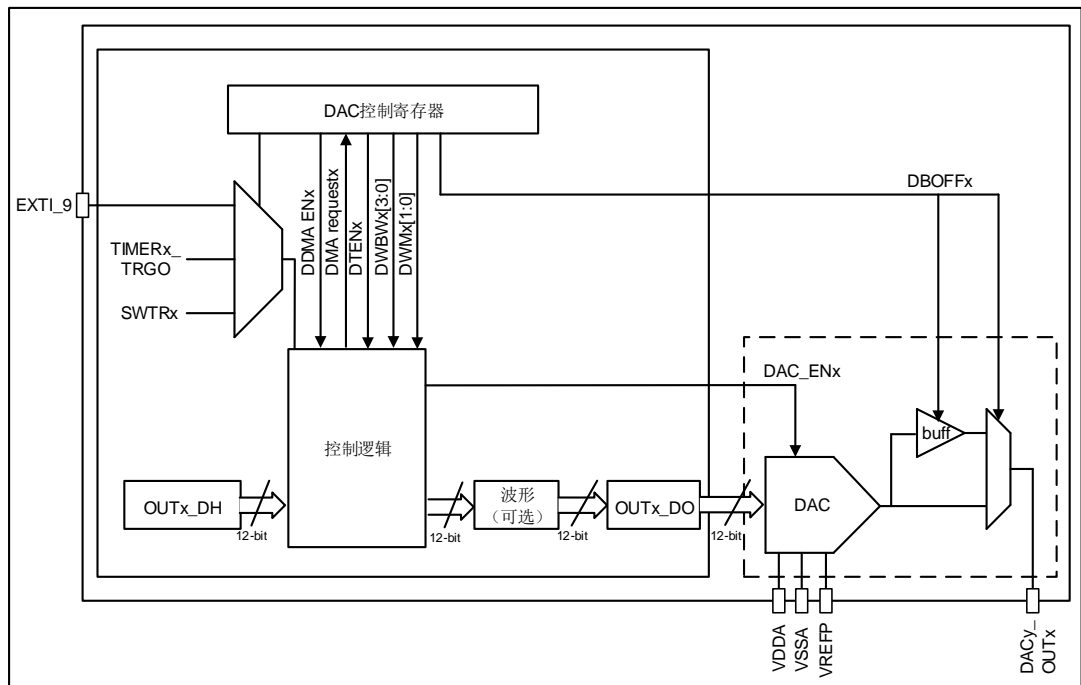 DAC控制寄存器
EXTI_9
TIMERx_
TRGO
SWTRx
DDMA ENx
DMA requestx
DTENx
DWBWx[3:0]
DWMx[1:0]
DBOFFx
DAC_ENx
控制逻辑
buff
OUTx_DH
12-bit
12-bit
波形
（可选）
12-bit
OUTx_DO
12-bit
DAC
VDDA
VSSA
VREFP
DACy_
OUTx